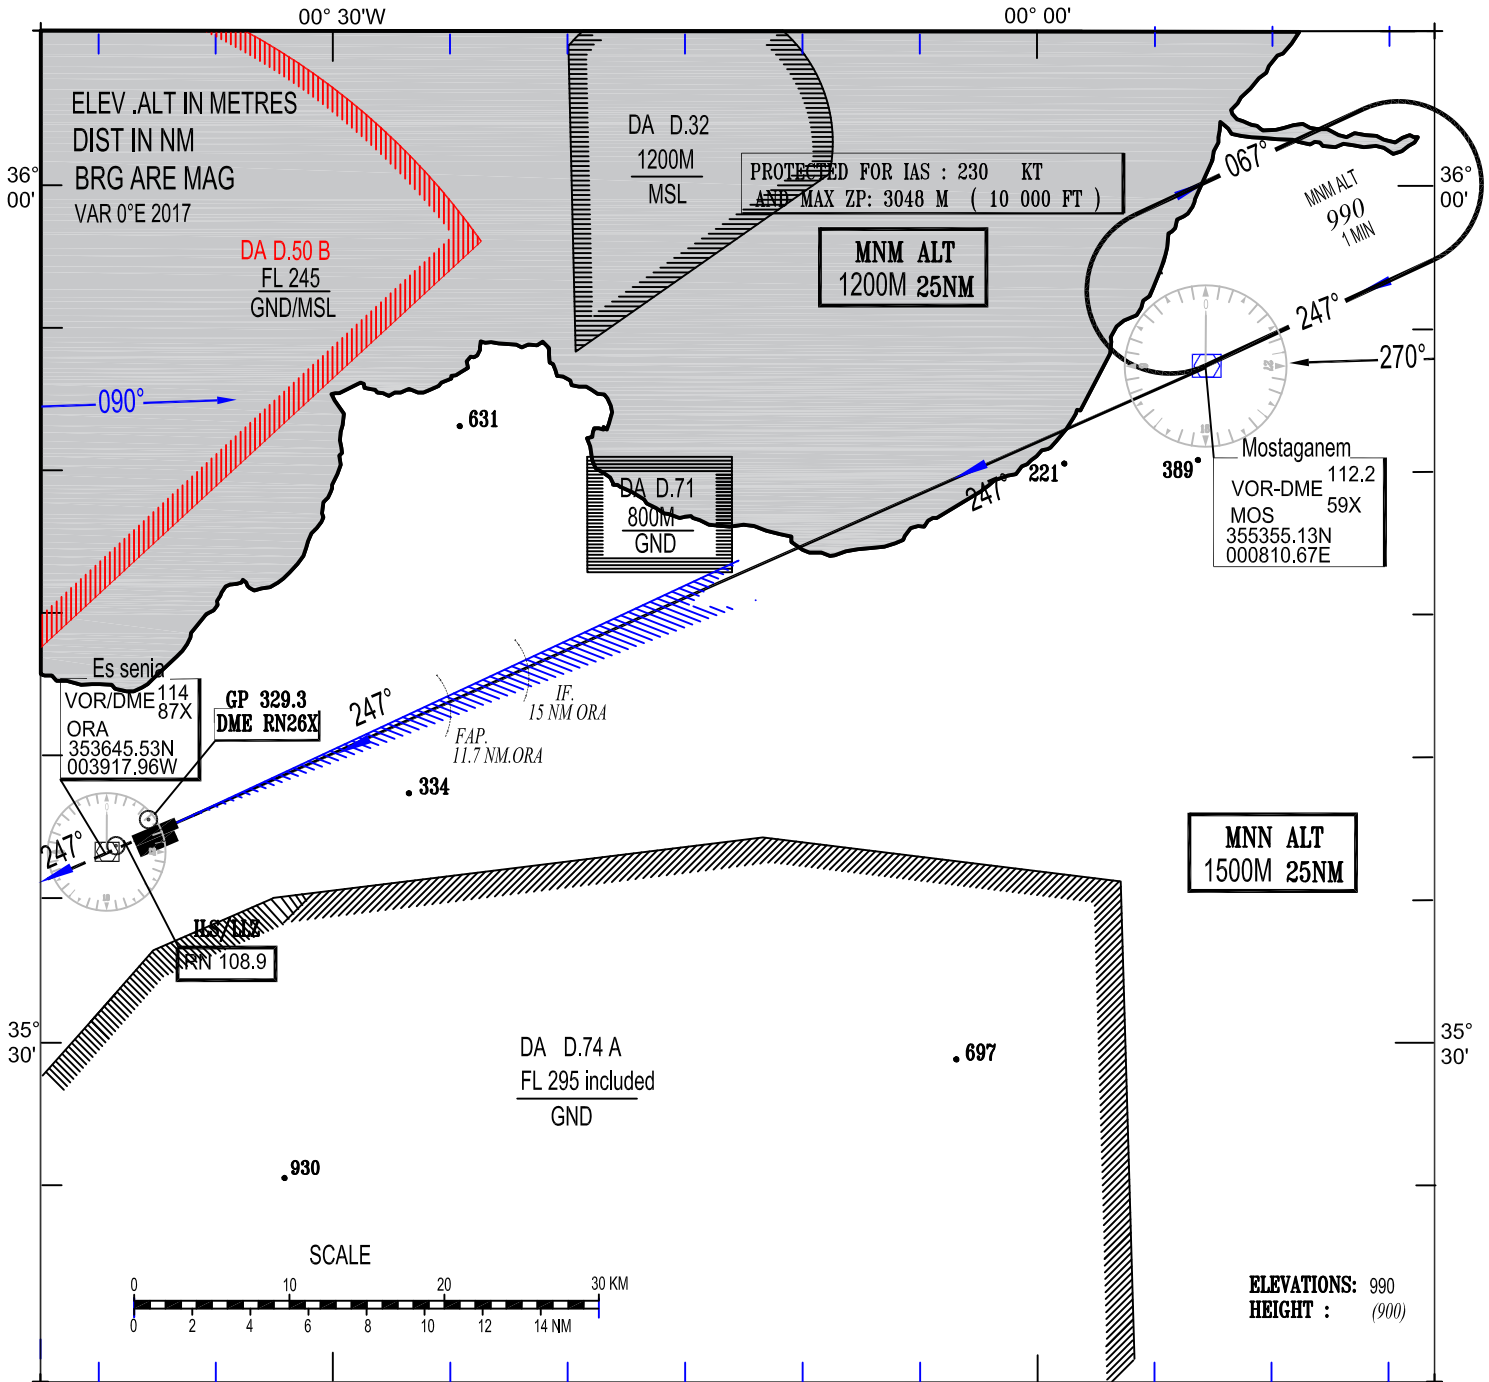 00° 30'W
00° 00'
ELEV .ALT IN METRES
DIST IN NM
BRG ARE MAG
VAR 0°E 2017
36°
00'
36°
00'
DA D.32
1200M
MSL
PROTECTED FOR IAS : 230 KT
AND MAX ZP: 3048 M ( 10 000 FT )
067°
MNM ALT
990
1 MIN
DA D.50 B
FL 245
GND/MSL
MNM ALT
1200M 25NM
247°
270°
090°
631
221
389
247°
Mostaganem
VOR-DME 112.2
59X
MOS
355355.13N
000810.67E
DA D.71
800M
GND
Es senia
VOR/DME 114
87X
ORA
353645.53N
003917.96W
GP 329.3
DME RN26X
247°
IF.
15 NM ORA
FAP.
11.7 NM.ORA
334
247°
MNN ALT
1500M 25NM
ILS/LLZ
RN 108.9
35°
30'
35°
30'
DA D.74 A
FL 295 included
GND
697
930
SCALE
0 10 20 30 KM
0 2 4 6 8 10 12 14 NM
ELEVATIONS: 990
HEIGHT : (900)